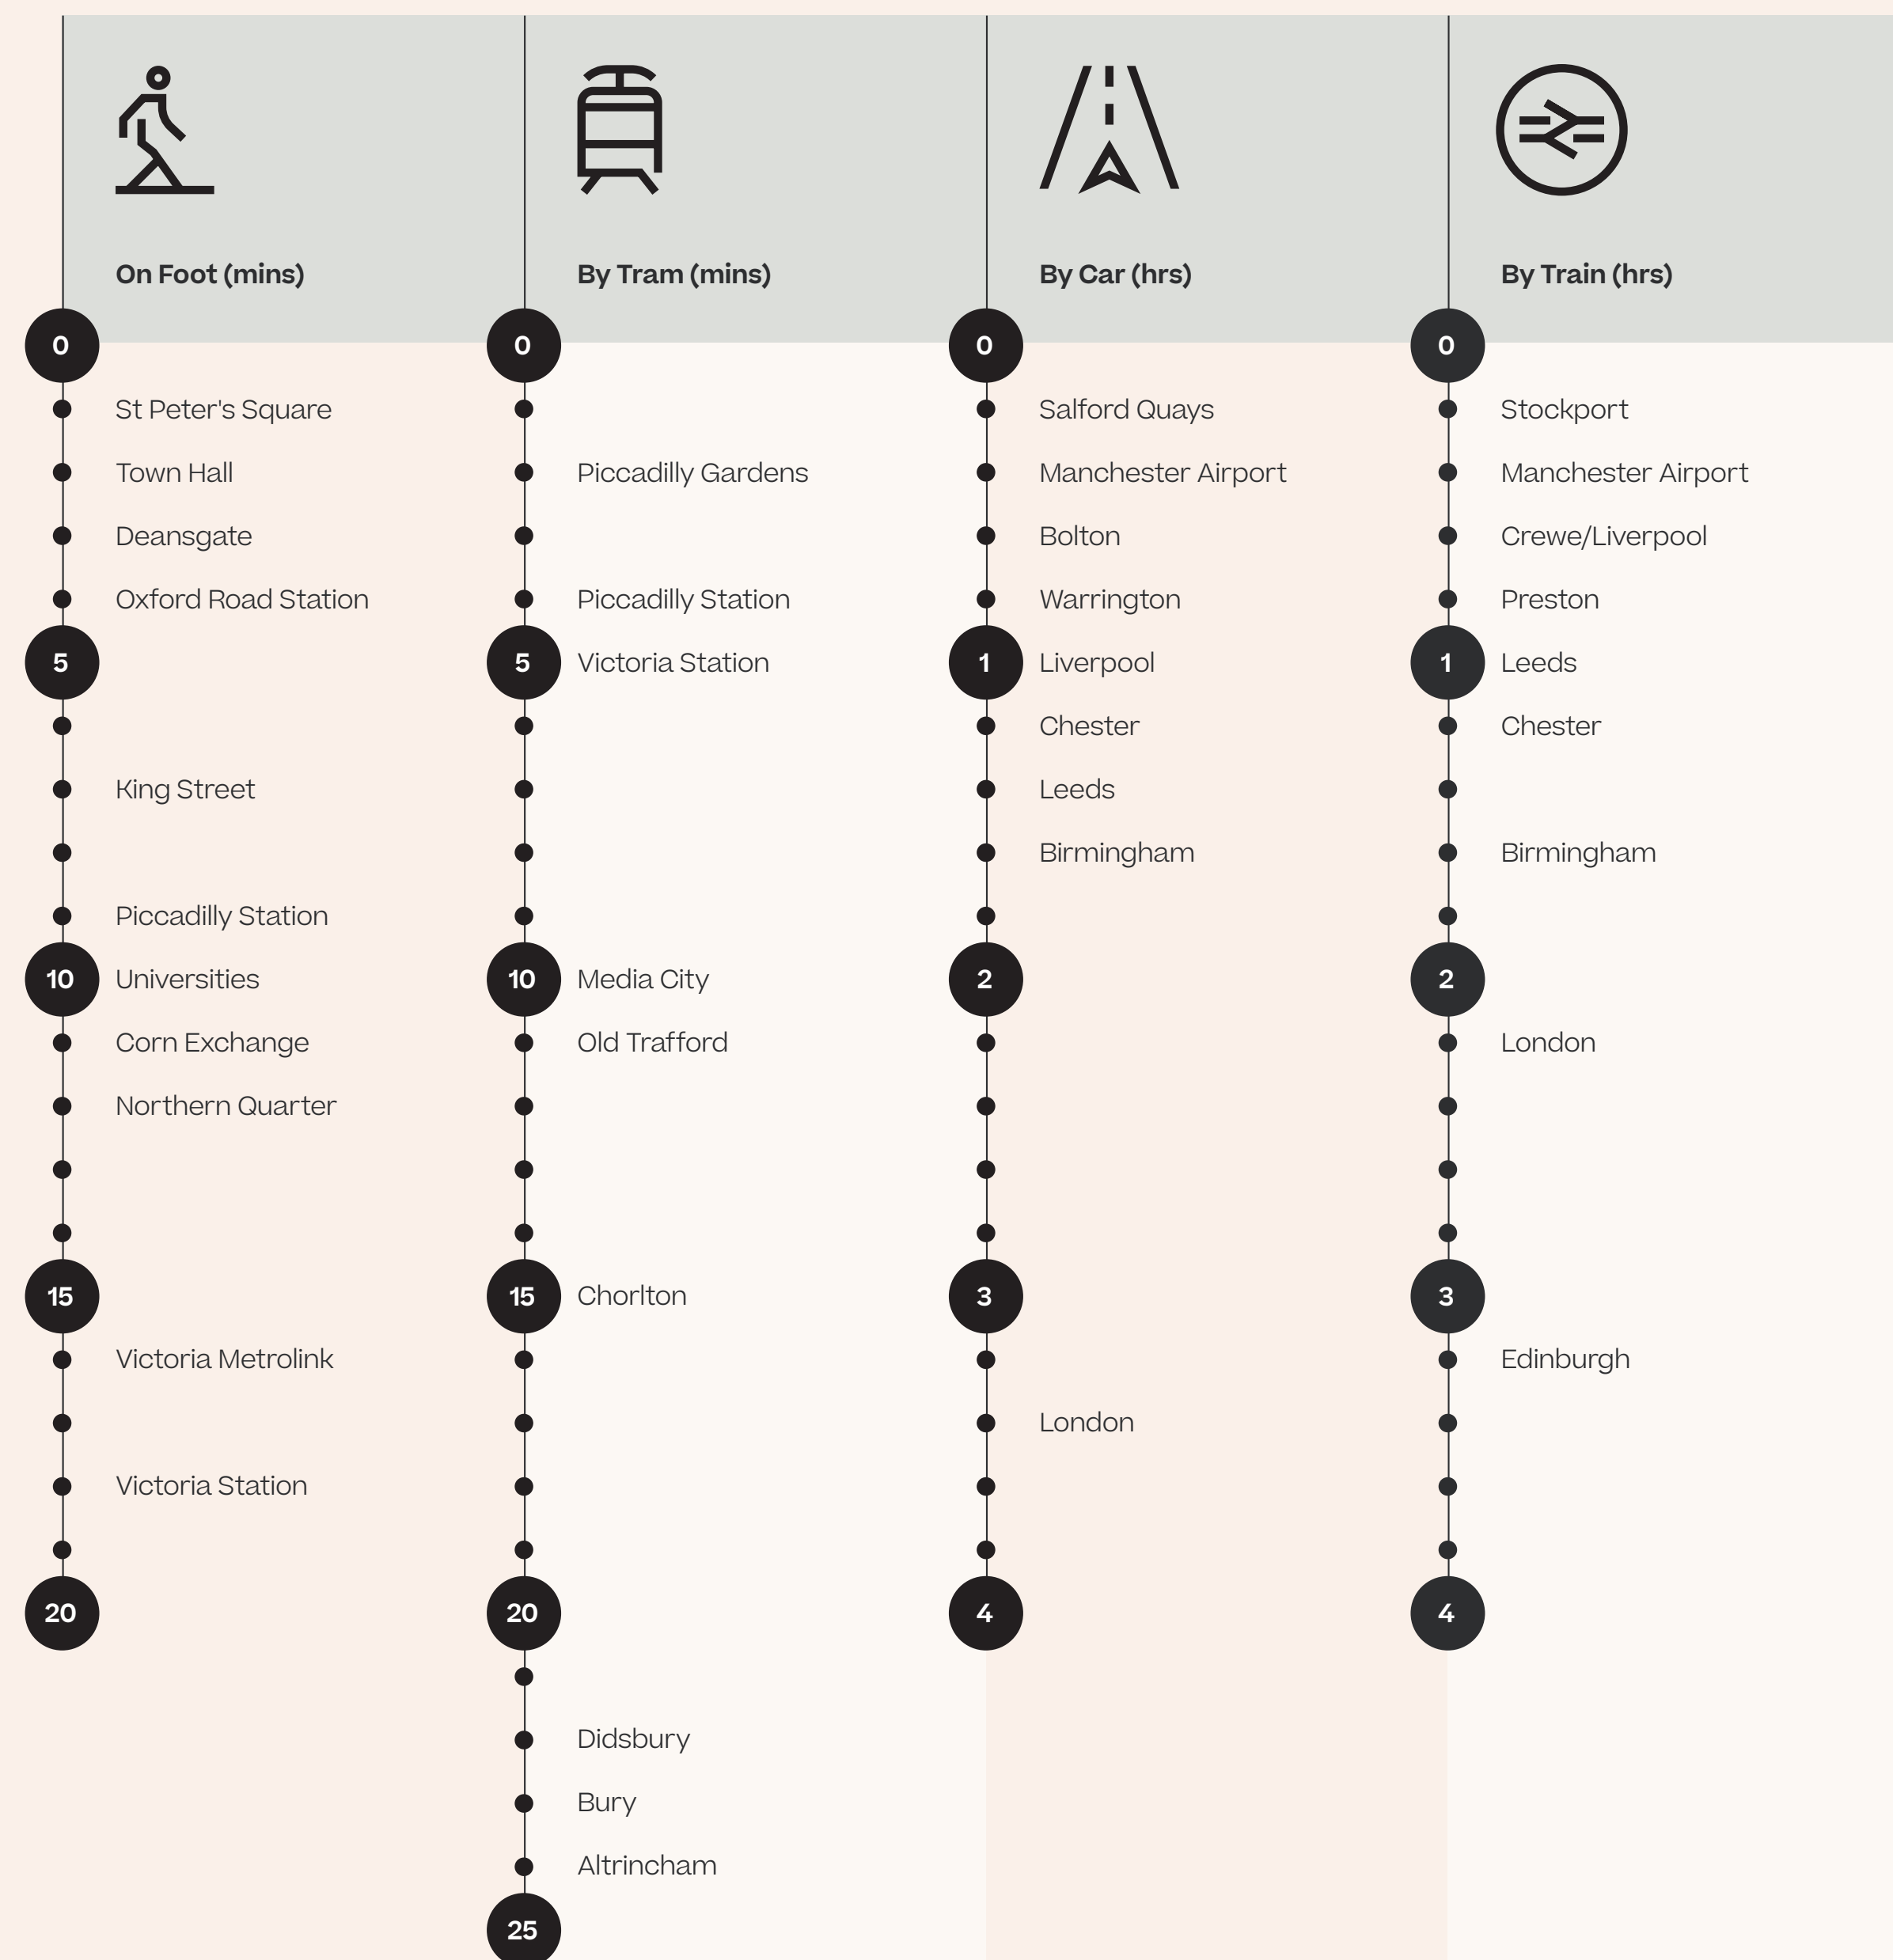 On Foot (mins)
0
St Peter's Square
Town Hall
Deansgate
Oxford Road Station
5
King Street
Piccadilly Station
10 Universities
Corn Exchange
Northern Quarter
15
Victoria Metrolink
Victoria Station
20
By Tram (mins)
0
Piccadilly Gardens
Piccadilly Station
5 Victoria Station
10 Media City
Old Trafford
15 Chorlton
20
Didsbury
Bury
Altrincham
25
By Car (hrs)
0
Salford Quays
Manchester Airport
Bolton
Warrington
1 Liverpool
Chester
Leeds
Birmingham
2
3
London
4
By Train (hrs)
0
Stockport
Manchester Airport
Crewe/Liverpool
Preston
1 Leeds
Chester
Birmingham
2
London
3
Edinburgh
4